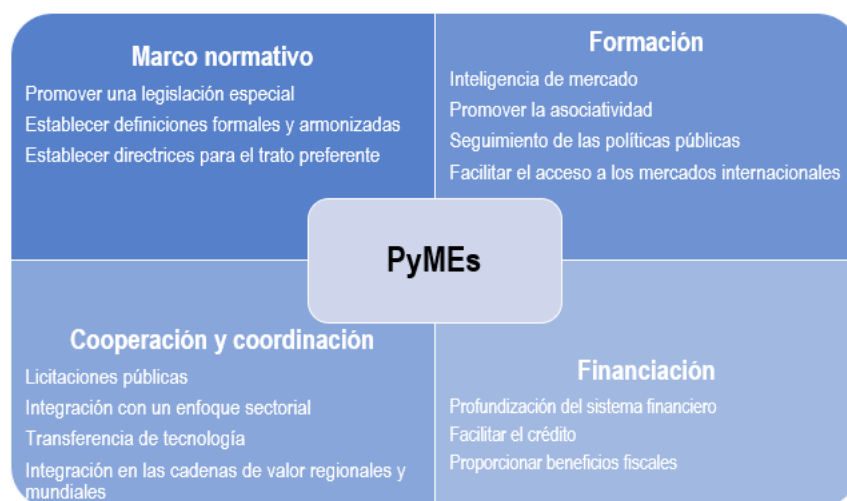 Marco normativo
Promover una legislación especial
Establecer definiciones formales y armonizadas
Establecer directrices para el trato preferente
Formación
Inteligencia de mercado
Promover la asociatividad
Seguimiento de las políticas públicas
Facilitar el acceso a los mercados internacionales
PyMEs
Cooperación y coordinación
Licitaciones públicas
Integración con un enfoque sectorial
Transferencia de tecnología
Integración en las cadenas de valor regionales y
mundiales
Financiación
Profundización del sistema financiero
Facilitar el crédito
Proporcionar beneficios fiscales